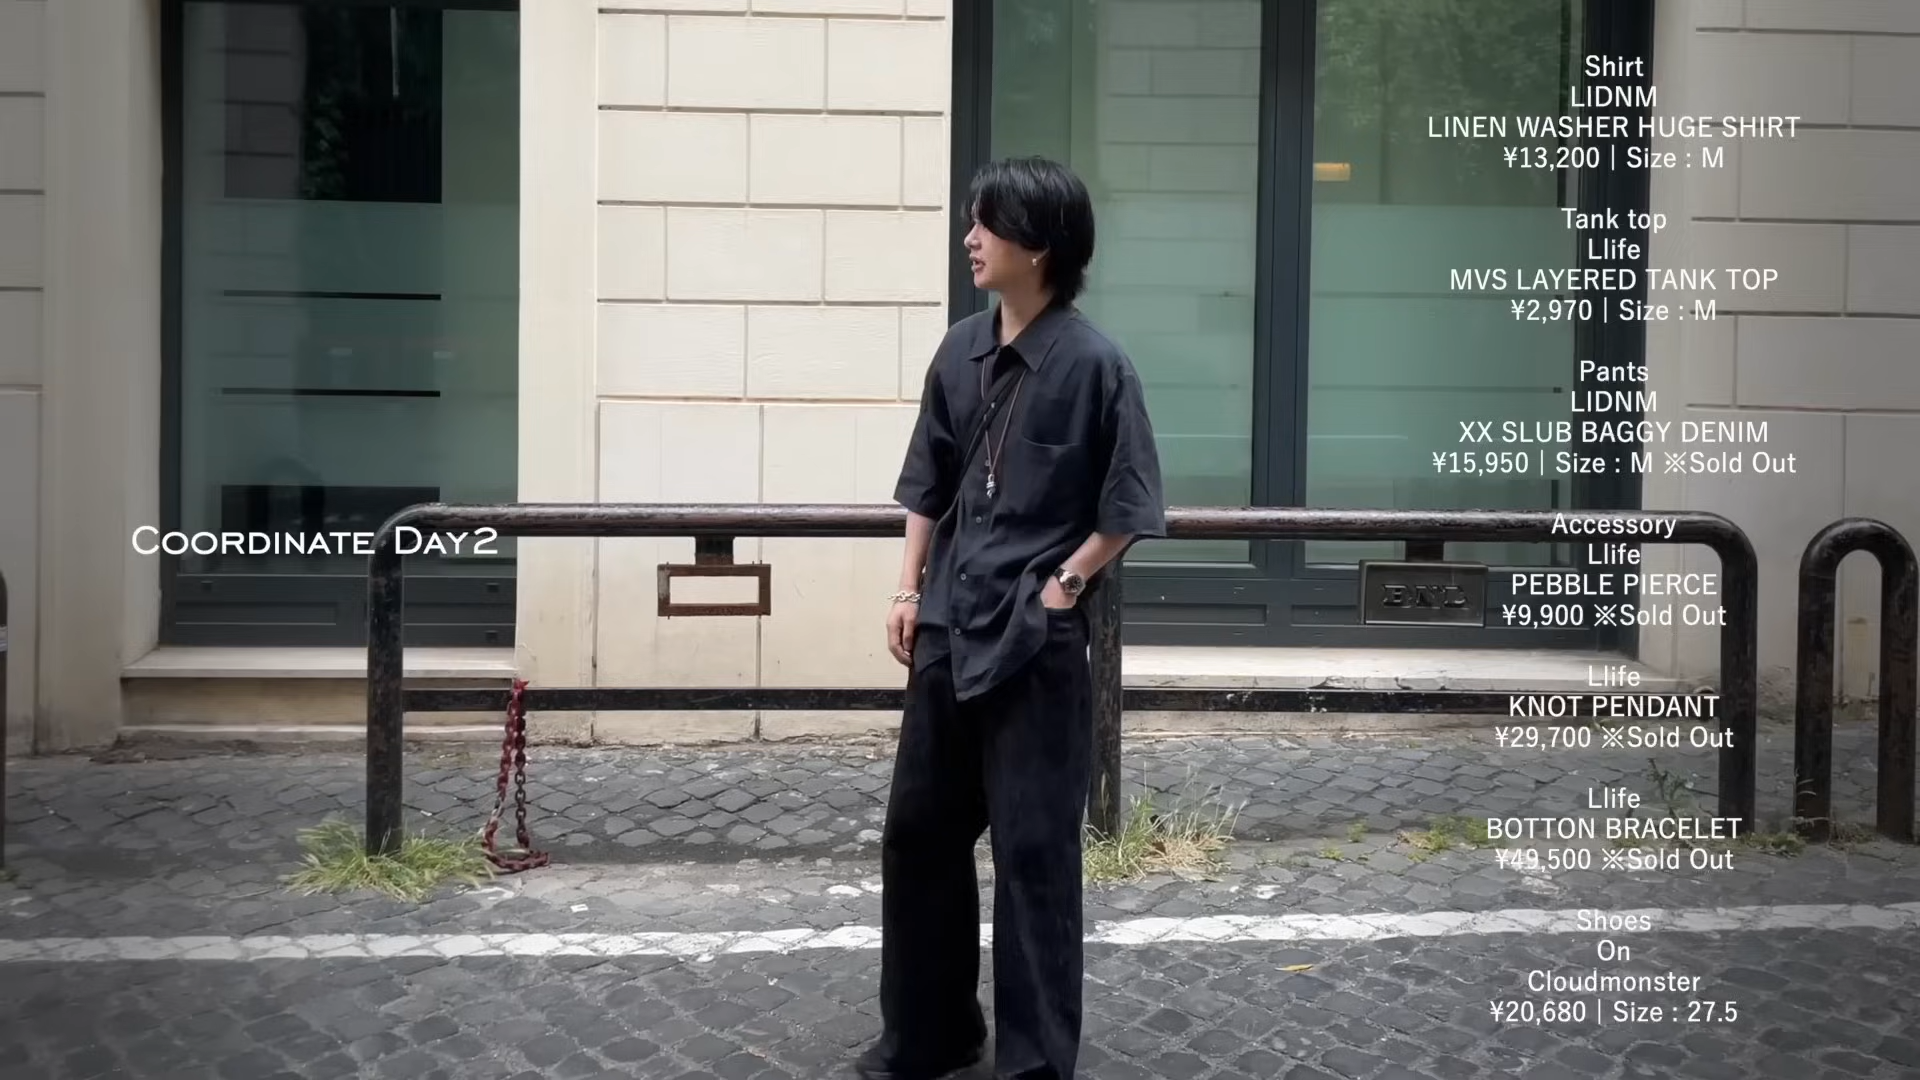 Coordinate Day2
Shirt
LIDNM
LINEN WASHER HUGE SHIRT
¥13,200 | Size : M
Tank top
Llife
MVS LAYERED TANK TOP
¥2,970 | Size : M
Pants
LIDNM
XX SLUB BAGGY DENIM
¥15,950 | Size : M ※Sold Out
Accessory
Llife
PEBBLE PIERCE
¥9,900 ※Sold Out
Llife
KNOT PENDANT
¥29,700 ※Sold Out
Llife
BOTTON BRACELET
¥49,500 ※Sold Out
Shoes
On
Cloudmonster
¥20,680 | Size : 27.5
BNL